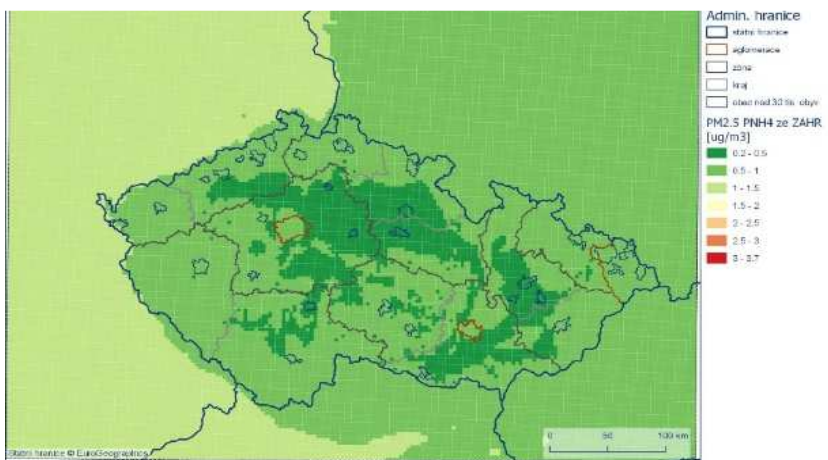 Admin. hranice
státní hranice
aglomerace
zóna
kraj
obec nad 30 tis. obyv.
PM2.5 PNH4 ze ZAHR
[ug/m3]
0.2 - 0.5
0.5 - 1
1 - 1.5
1.5 - 2
2 - 2.5
2.5 - 3
3 - 3.7
0 50 100 km
Státní hranice © EuroGeographics